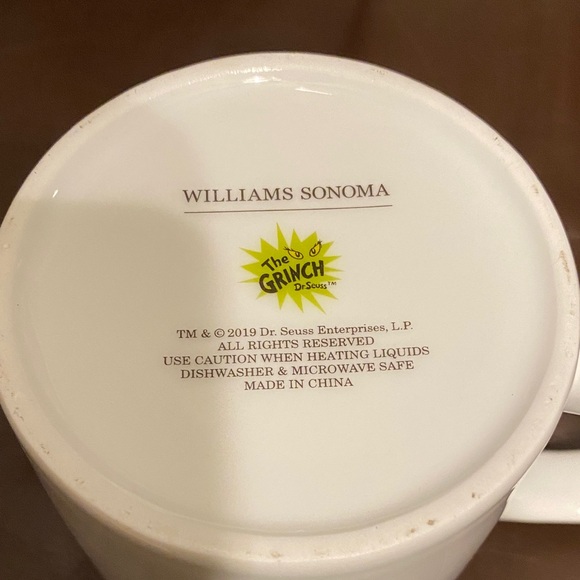 WILLIAMS SONOMA
The
GRINCH
Dr. Seuss™
TM & © 2019 Dr. Seuss Enterprises, L.P.
ALL RIGHTS RESERVED
USE CAUTION WHEN HEATING LIQUIDS
DISHWASHER & MICROWAVE SAFE
MADE IN CHINA